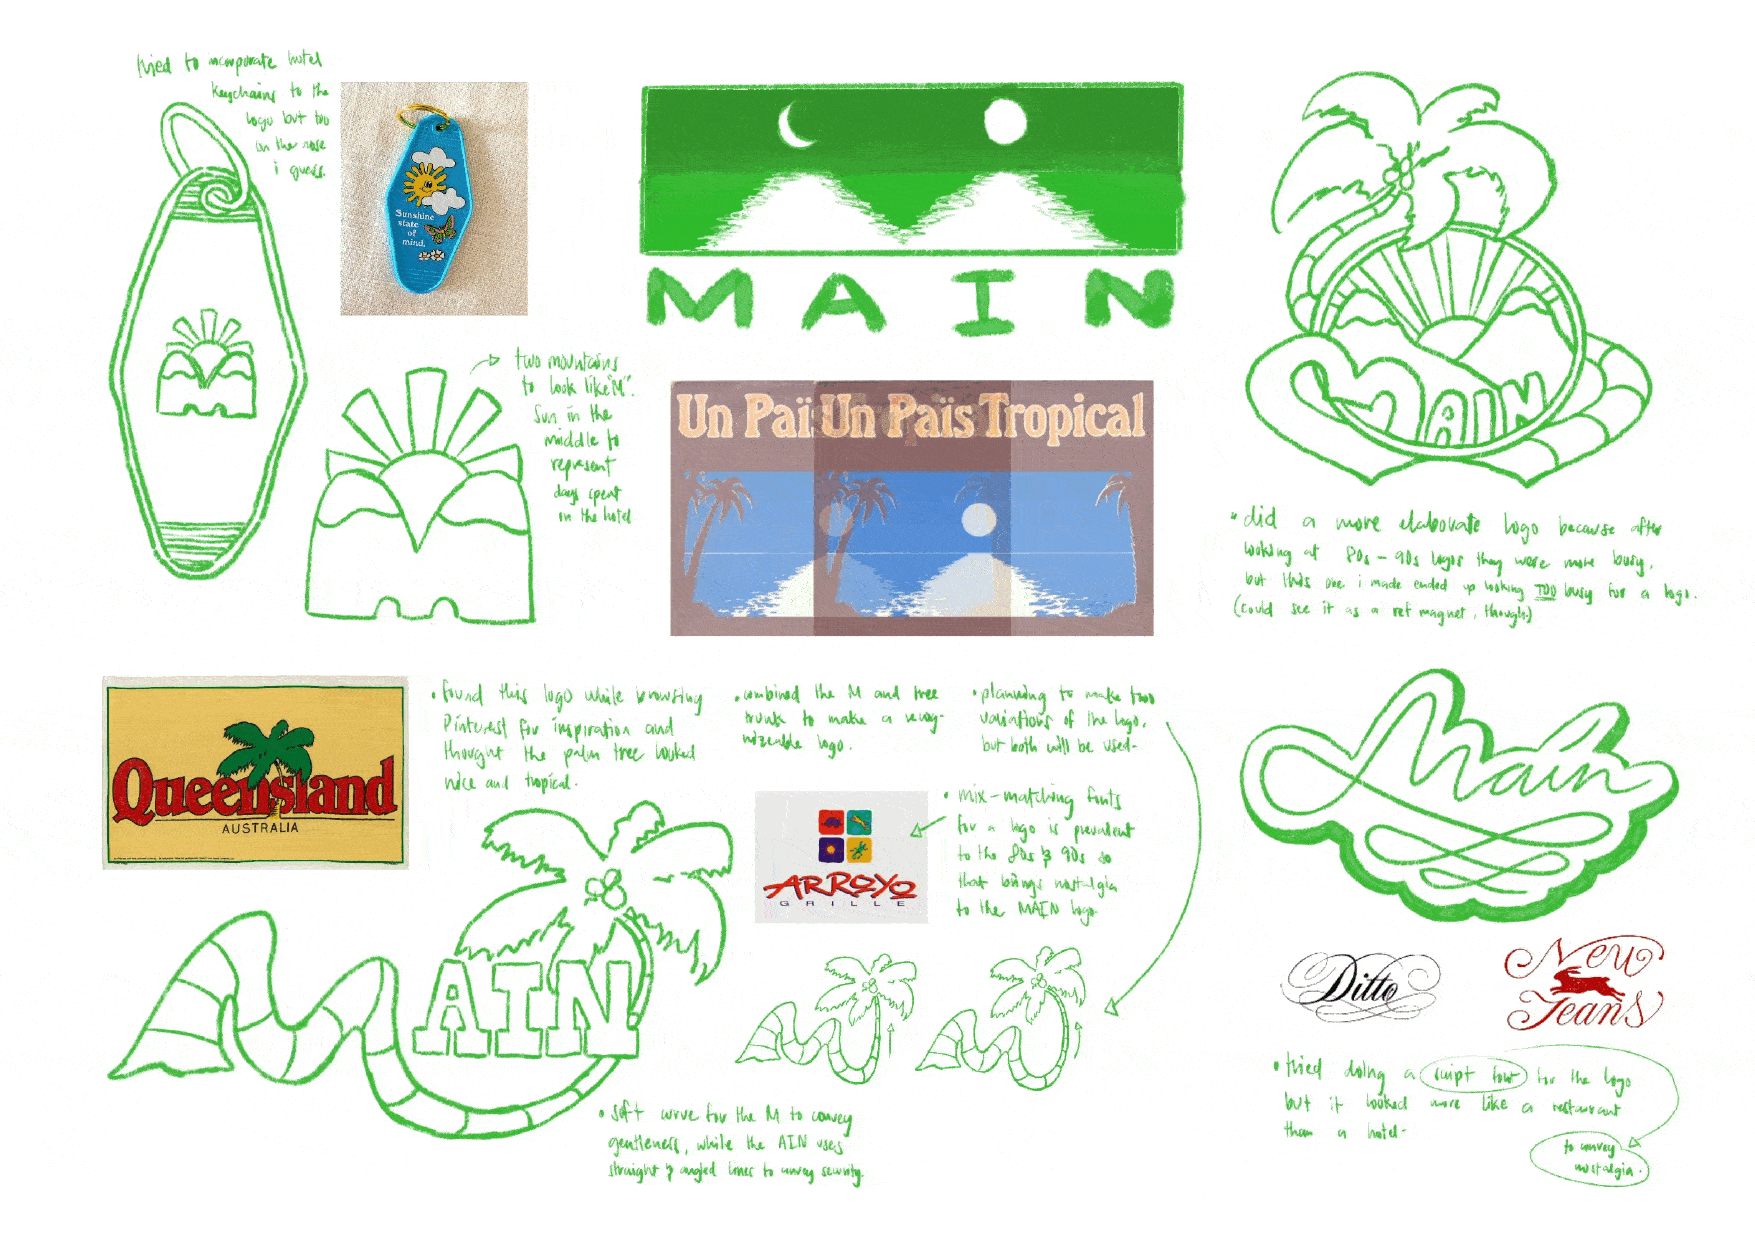 tried to incorporate hotel
keychains to the
logo but too
on the nose
i guess.
Sunshine
state
of
mind.
two mountains
to look like "M".
Sun in the
middle to
represent
days spent
in the hotel
MAIN
Un Paï Un Païs Tropical
MAIN
• did a more elaborate logo because after
looking at 80s - 90s logos they were more busy.
but this one i made ended up looking TOO busy for a logo.
(could see it as a ref magnet, though)
Queensland
AUSTRALIA
• found this logo while browsing
Pinterest for inspiration and
thought the palm tree looked
nice and tropical.
• combined the M and tree
trunk to make a recog-
nizeable logo.
• planning to make two
variations of the logo,
but both will be used.
ARROYO
GRILLE
• mix-matching fonts
for a logo is prevalent
to the 80s & 90s so
that brings nostalgia
to the MAIN logo.
AIN
• soft curve for the M to convey
gentleness, while the AIN uses
straight & angled lines to convey security.
Main
Ditto
New
Jeans
• tried doing a script font for the logo
but it looked more like a restaurant
than a hotel.
to convey
nostalgia.